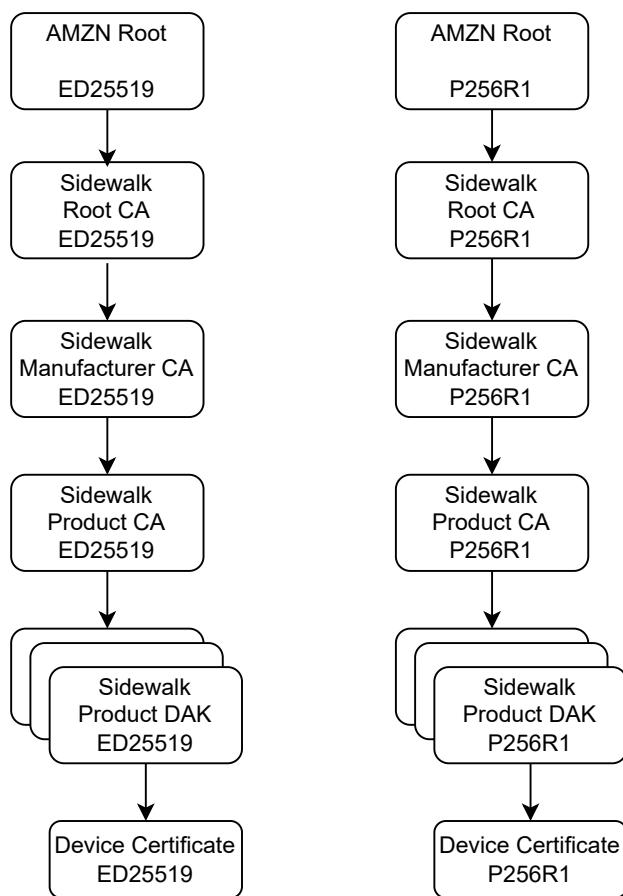 AMZN Root
ED25519
Sidewalk
Root CA
ED25519
Sidewalk
Manufacturer CA
ED25519
Sidewalk
Product CA
ED25519
Sidewalk
Product DAK
ED25519
Device Certificate
ED25519
AMZN Root
P256R1
Sidewalk
Root CA
P256R1
Sidewalk
Manufacturer CA
P256R1
Sidewalk
Product CA
P256R1
Sidewalk
Product DAK
P256R1
Device Certificate
P256R1